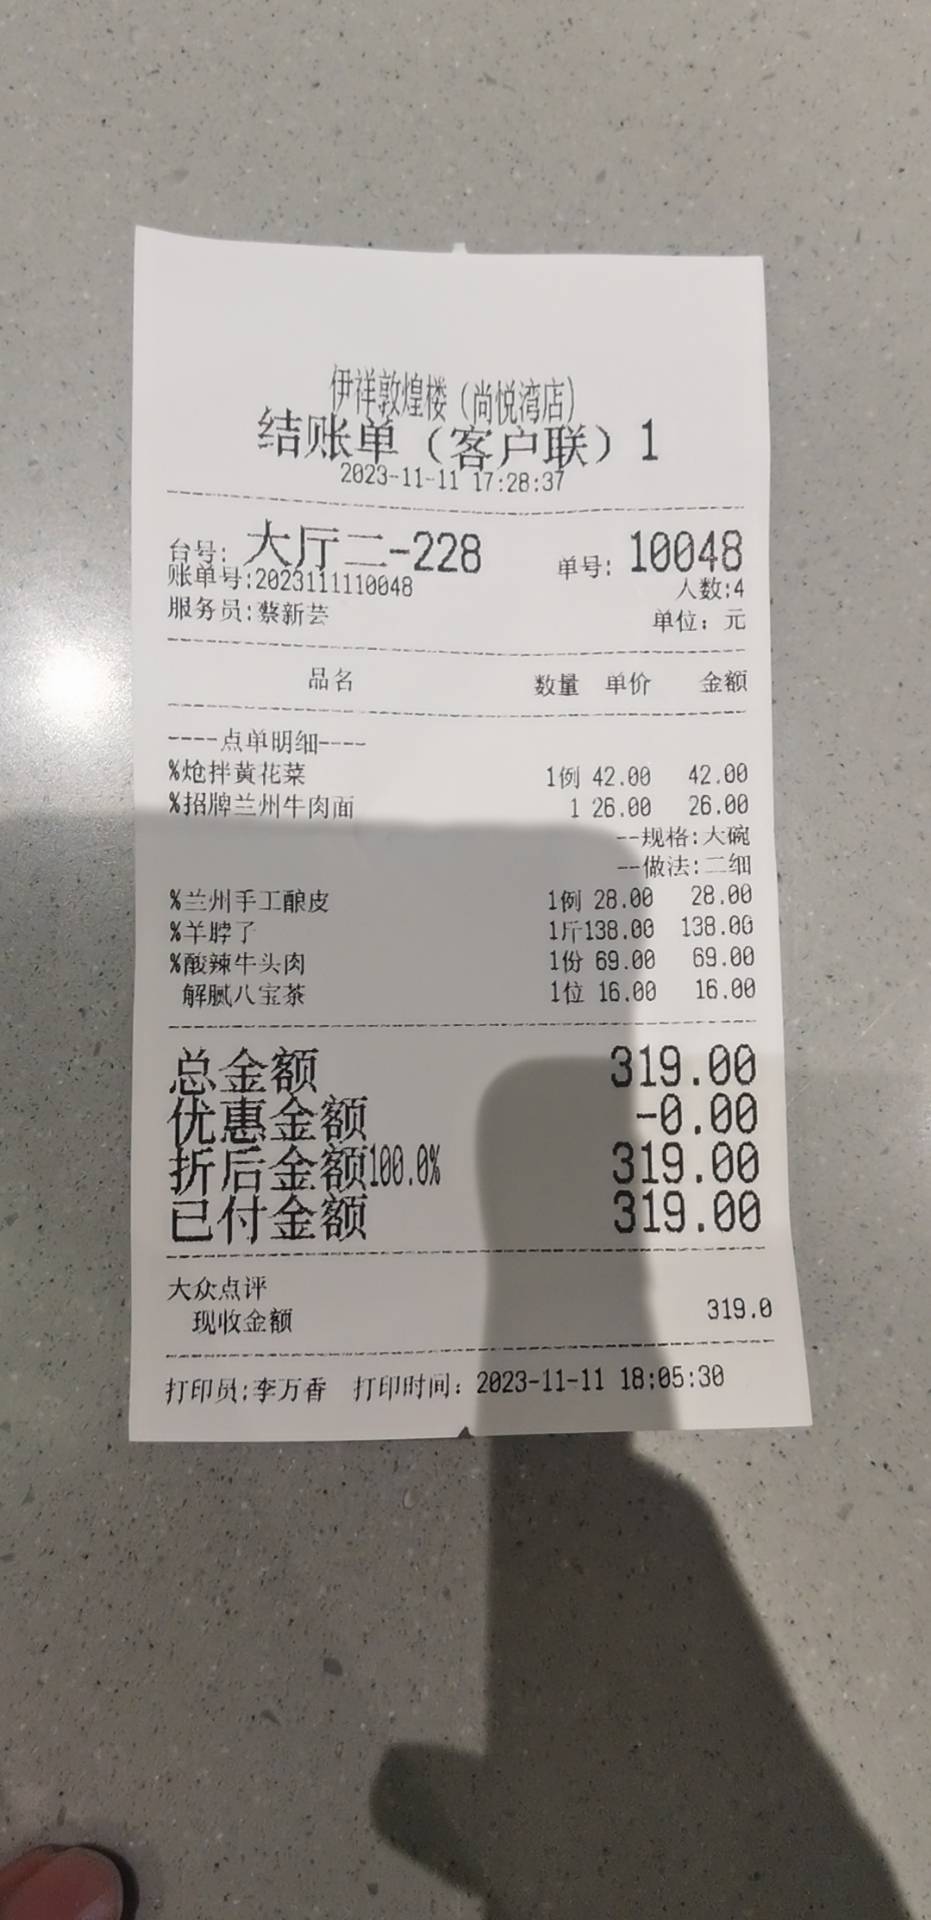 伊祥敦煌楼（尚悦湾店）
结账单（客户联）1
2023-11-11 17:28:37
台号: 大厅二-228 单号: 10048
账单号:2023111110048 人数:4
服务员:蔡新芸 单位：元
品名 数量 单价 金额
----点单明细----
%炝拌黄花菜 1例 42.00 42.00
%招牌兰州牛肉面 1 26.00 26.00
--规格:大碗
--做法:二细
%兰州手工酿皮 1例 28.00 28.00
%羊脖子 1斤138.00 138.00
%酸辣牛头肉 1份 69.00 69.00
解腻八宝茶 1位 16.00 16.00
总金额 319.00
优惠金额 -0.00
折后金额100.0% 319.00
已付金额 319.00
大众点评
现收金额 319.0
打印员:李万香 打印时间：2023-11-11 18:05:30